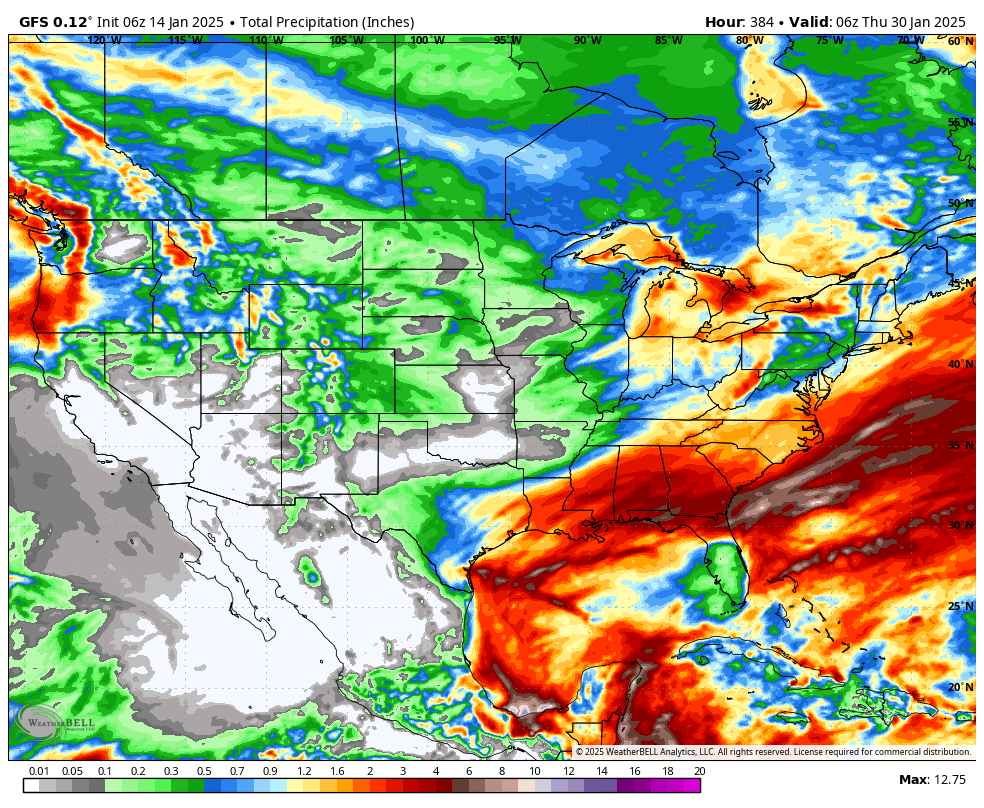 GFS 0.12° Init 06z 14 Jan 2025 • Total Precipitation (Inches)
Hour: 384 • Valid: 06z Thu 30 Jan 2025
120°W 115°W 110°W 105°W 100°W 95°W 90°W 85°W 80°W 75°W 70°W 60°N
55°N
50°N
45°N
40°N
35°N
30°N
25°N
20°N
WEATHERBELL
© 2025 WeatherBELL Analytics, LLC. All rights reserved. License required for commercial distribution.
0.01 0.05 0.1 0.2 0.3 0.5 0.7 0.9 1.2 1.6 2 3 4 5 6 8 10 12 14 16 18 20
Max: 12.75